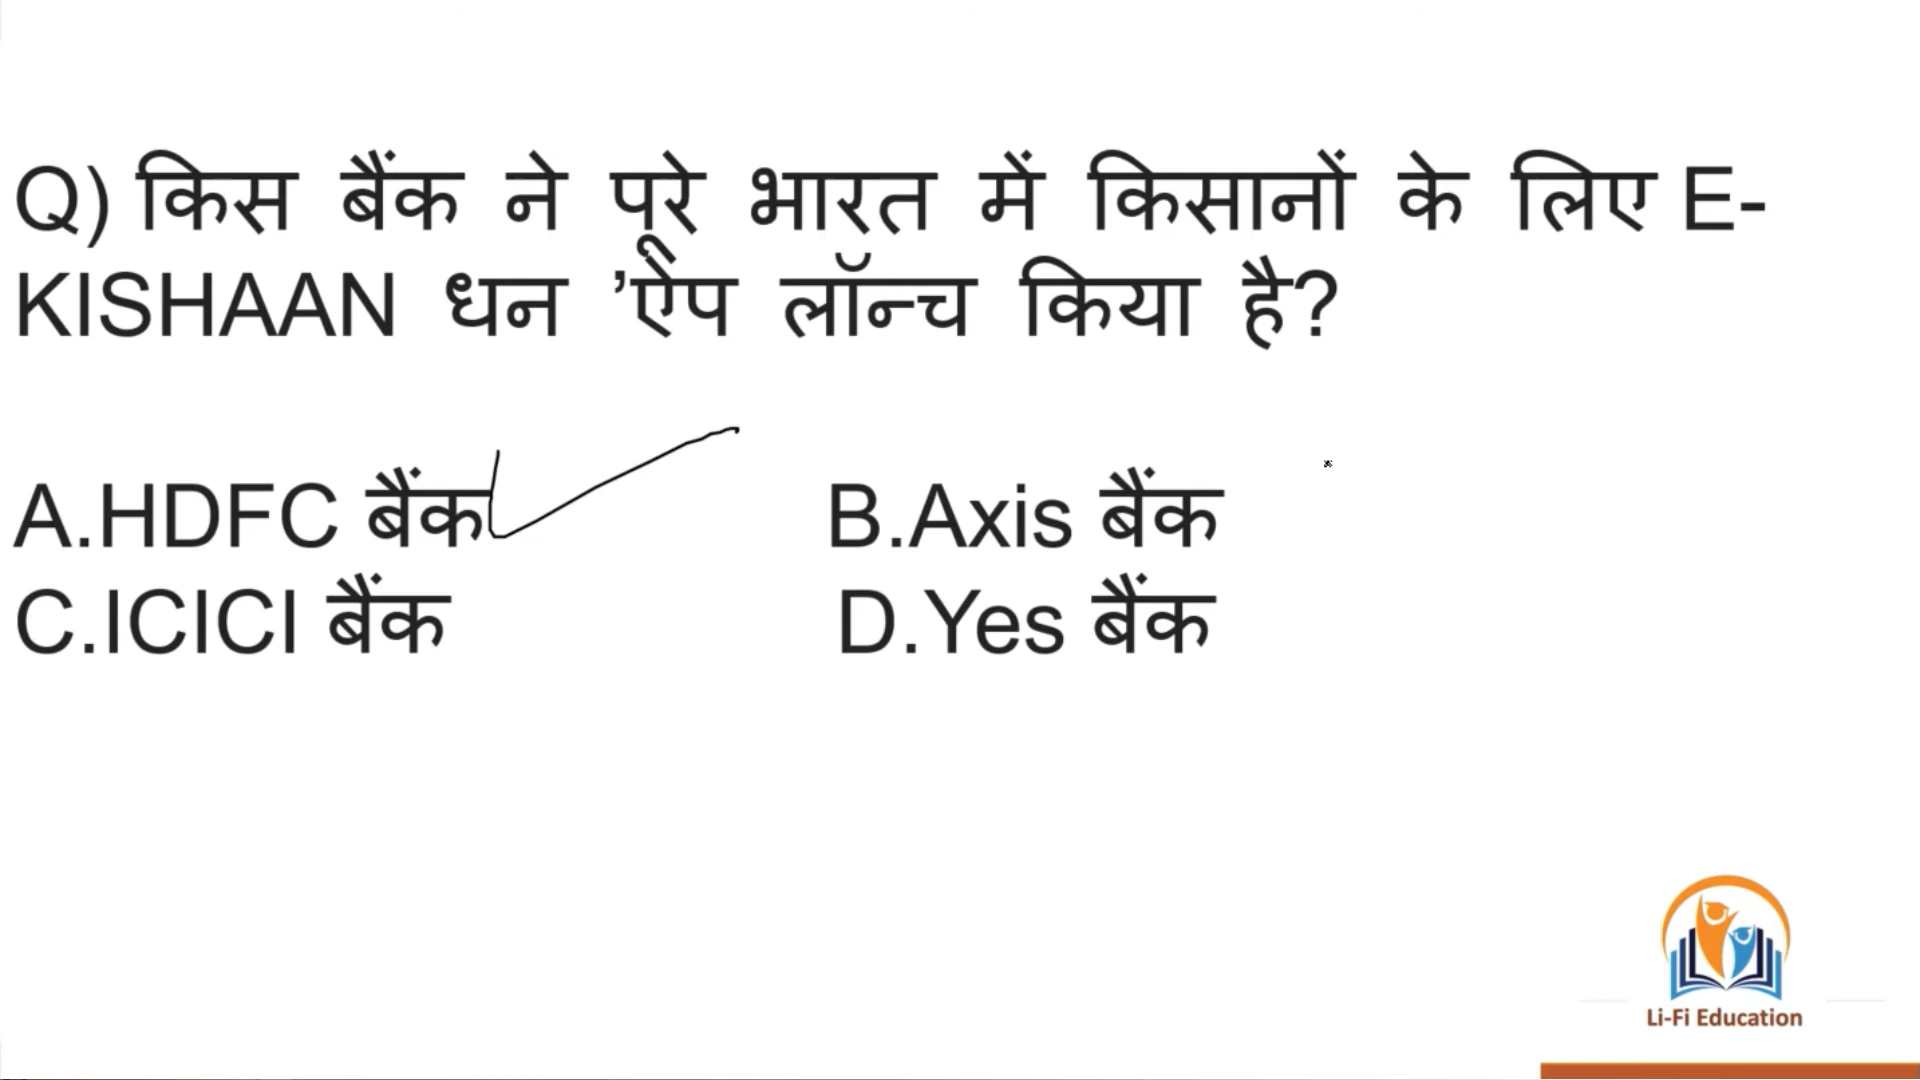 Q) किस बैंक ने पूरे भारत में किसानों के लिए E-
KISHAAN धन ’ऐप लॉन्च किया है?
A.HDFC बैंक B.Axis बैंक
C.ICICI बैंक D.Yes बैंक
Li-Fi Education